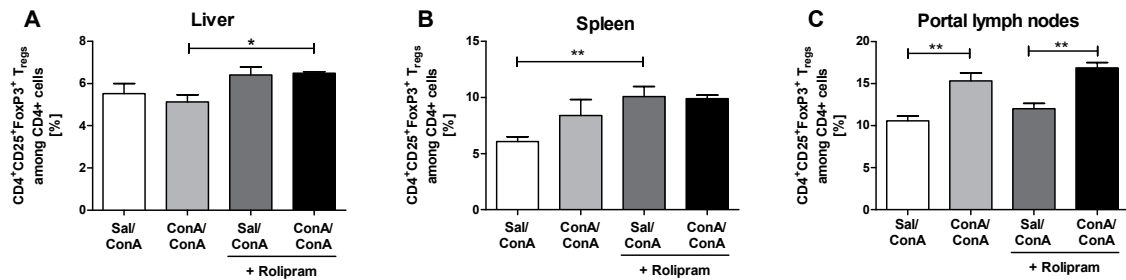 A
Liver
CD4⁺CD25⁺FoxP3⁺ Tregs
among CD4+ cells
[%]
8
6
4
2
0
*
Sal/
ConA
ConA/
ConA
Sal/
ConA
ConA/
ConA
+ Rolipram
B
Spleen
CD4⁺CD25⁺FoxP3⁺ Tregs
among CD4+ cells
[%]
15
10
5
0
**
Sal/
ConA
ConA/
ConA
Sal/
ConA
ConA/
ConA
+ Rolipram
C
Portal lymph nodes
CD4⁺CD25⁺FoxP3⁺ Tregs
among CD4+ cells
[%]
20
15
10
5
0
**
**
Sal/
ConA
ConA/
ConA
Sal/
ConA
ConA/
ConA
+ Rolipram